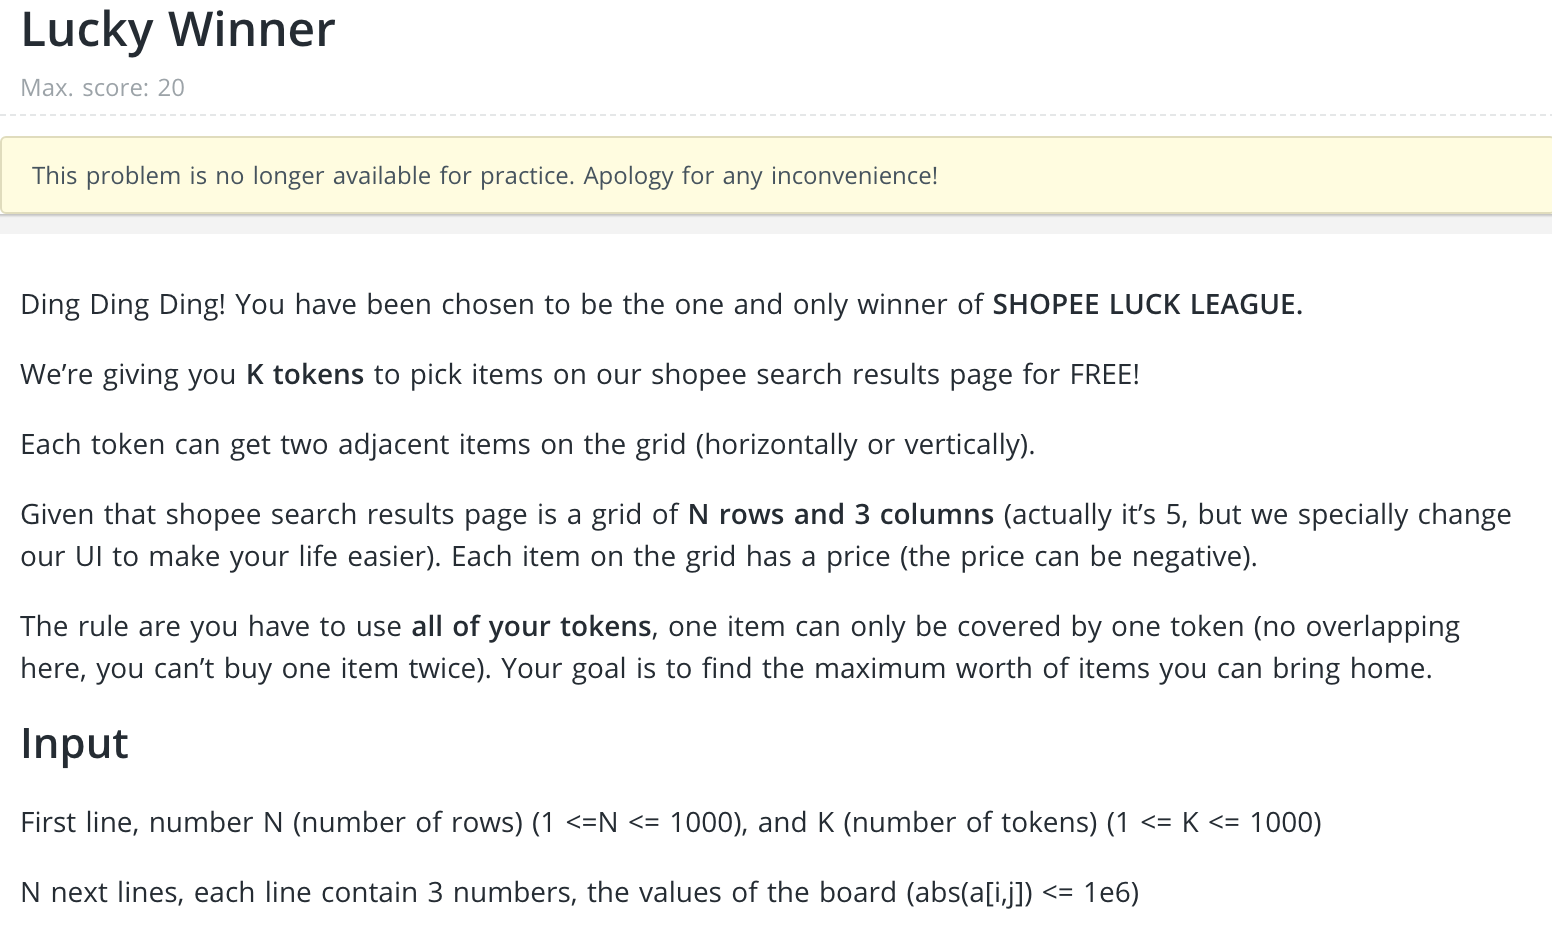 Lucky Winner
Max. score: 20
This problem is no longer available for practice. Apology for any inconvenience!
Ding Ding Ding! You have been chosen to be the one and only winner of SHOPEE LUCK LEAGUE.
We’re giving you K tokens to pick items on our shopee search results page for FREE!
Each token can get two adjacent items on the grid (horizontally or vertically).
Given that shopee search results page is a grid of N rows and 3 columns (actually it’s 5, but we specially change
our UI to make your life easier). Each item on the grid has a price (the price can be negative).
The rule are you have to use all of your tokens, one item can only be covered by one token (no overlapping
here, you can’t buy one item twice). Your goal is to find the maximum worth of items you can bring home.
Input
First line, number N (number of rows) (1 <=N <= 1000), and K (number of tokens) (1 <= K <= 1000)
N next lines, each line contain 3 numbers, the values of the board (abs(a[i,j]) <= 1e6)